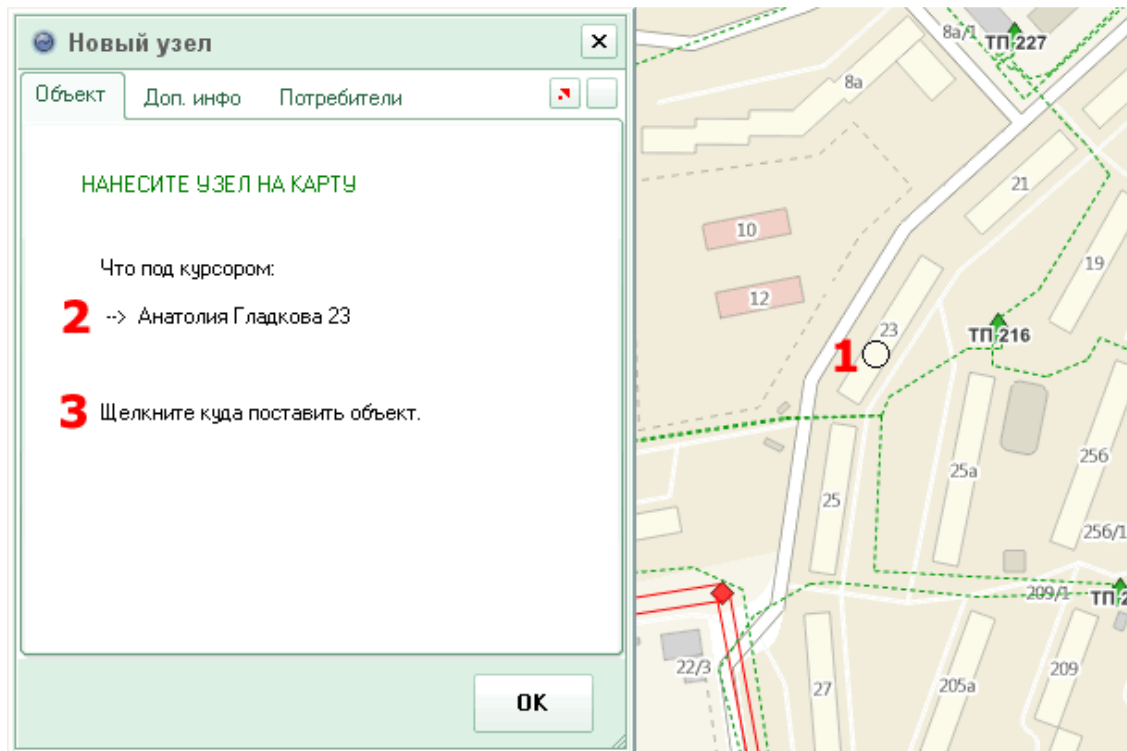 Новый узел
Объект
Доп. инфо
Потребители
НАНЕСИТЕ УЗЕЛ НА КАРТУ
Что под курсором:
2 --> Анатолия Гладкова 23
3 Щелкните куда поставить объект.
OK
8а/1
ТП 227
8а
21
10
19
12
23
ТП 216
1
25б
25а
25
25б/1
209/1
ТП 2
22/3
209
205а
27